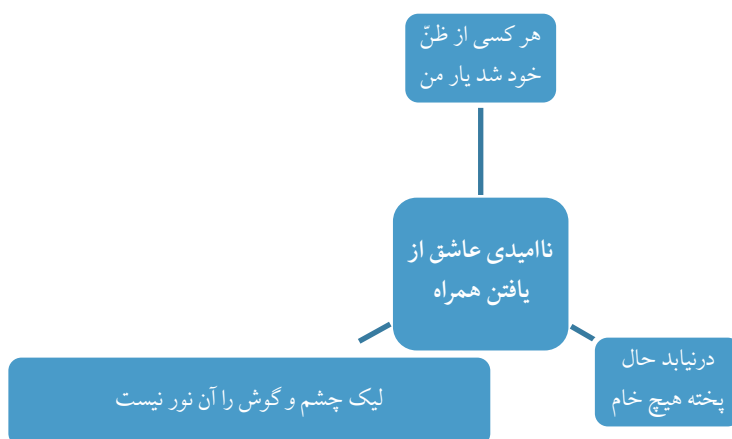 هر کسی از ظنّ
خود شد یار من
ناامیدی عاشق از
یافتن همراه
درنیابد حال
پخته هیچ خام
لیک چشم و گوش را آن نور نیست